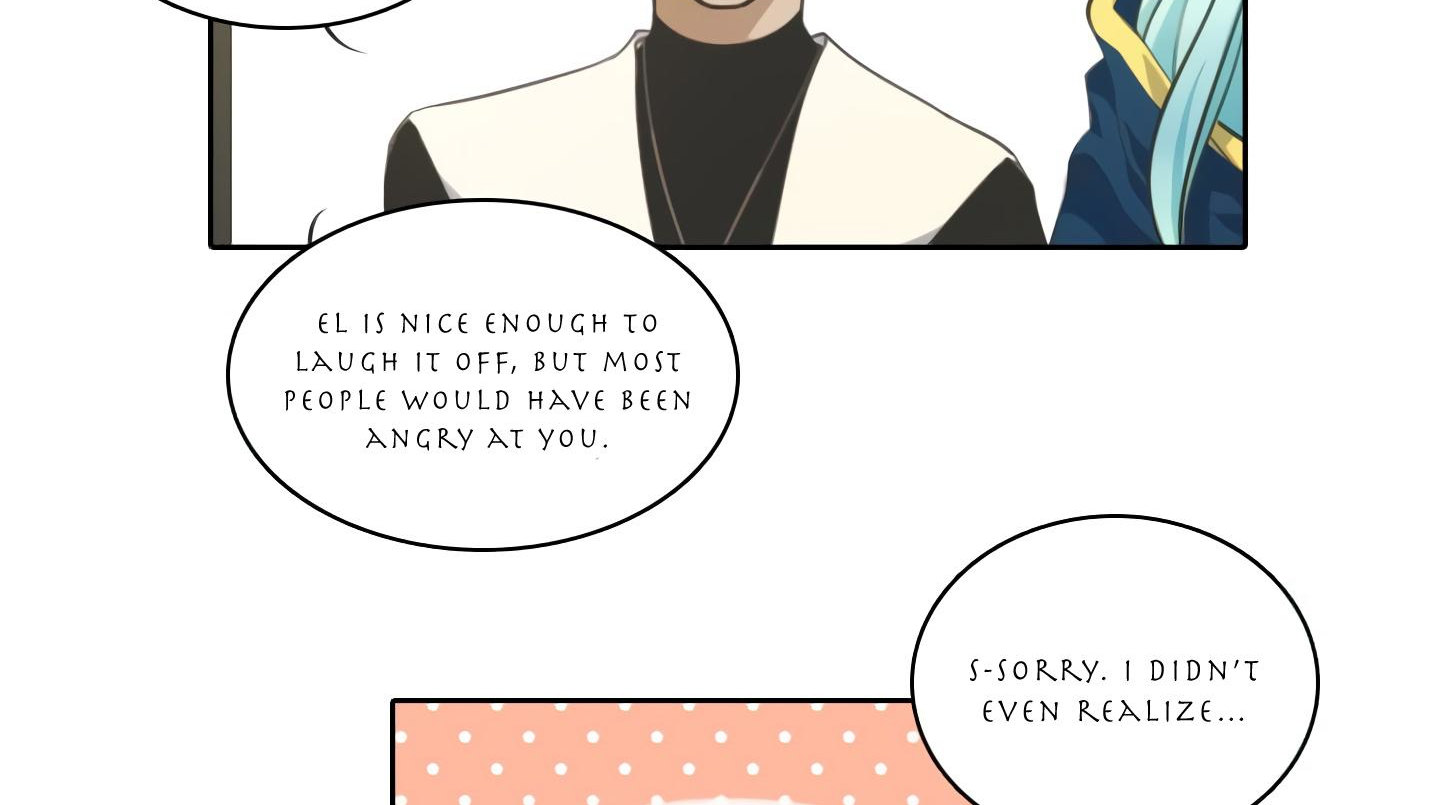 EL IS NICE ENOUGH TO
LAUGH IT OFF, BUT MOST
PEOPLE WOULD HAVE BEEN
ANGRY AT YOU.
S-SORRY. I DIDN'T
EVEN REALIZE...